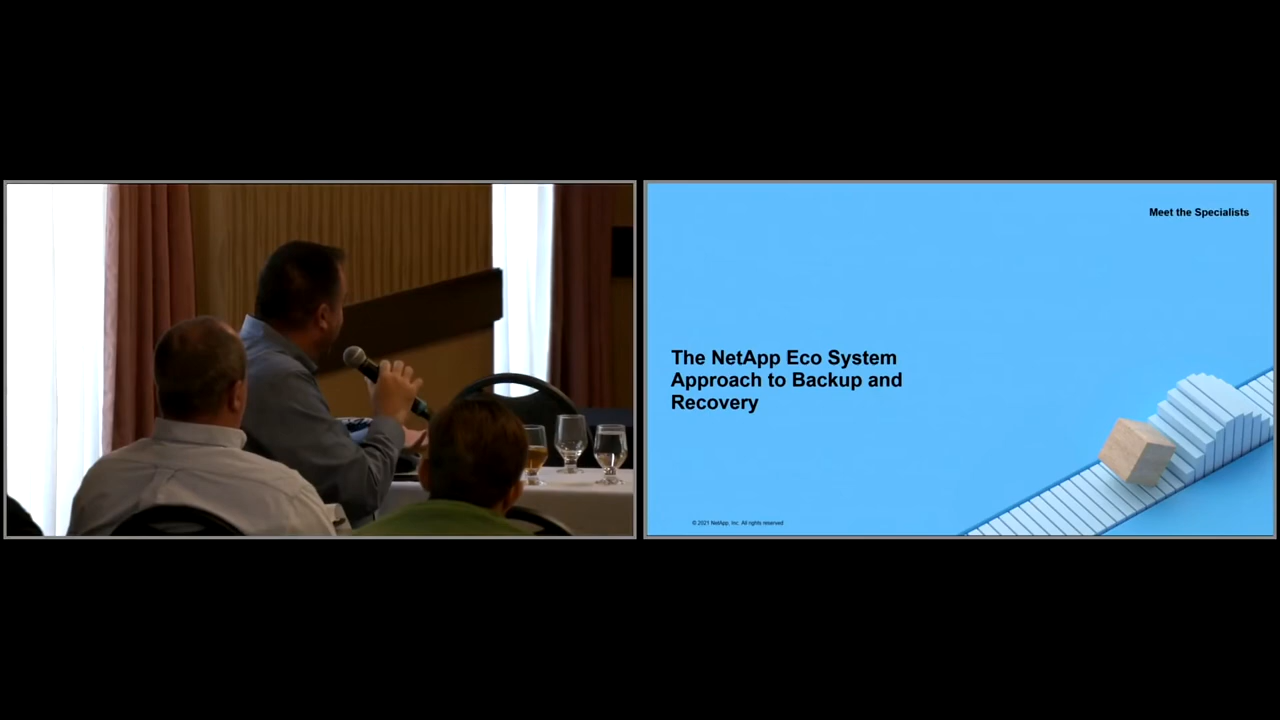 Meet the Specialists
The NetApp Eco System
Approach to Backup and
Recovery
© 2021 NetApp, Inc. All rights reserved